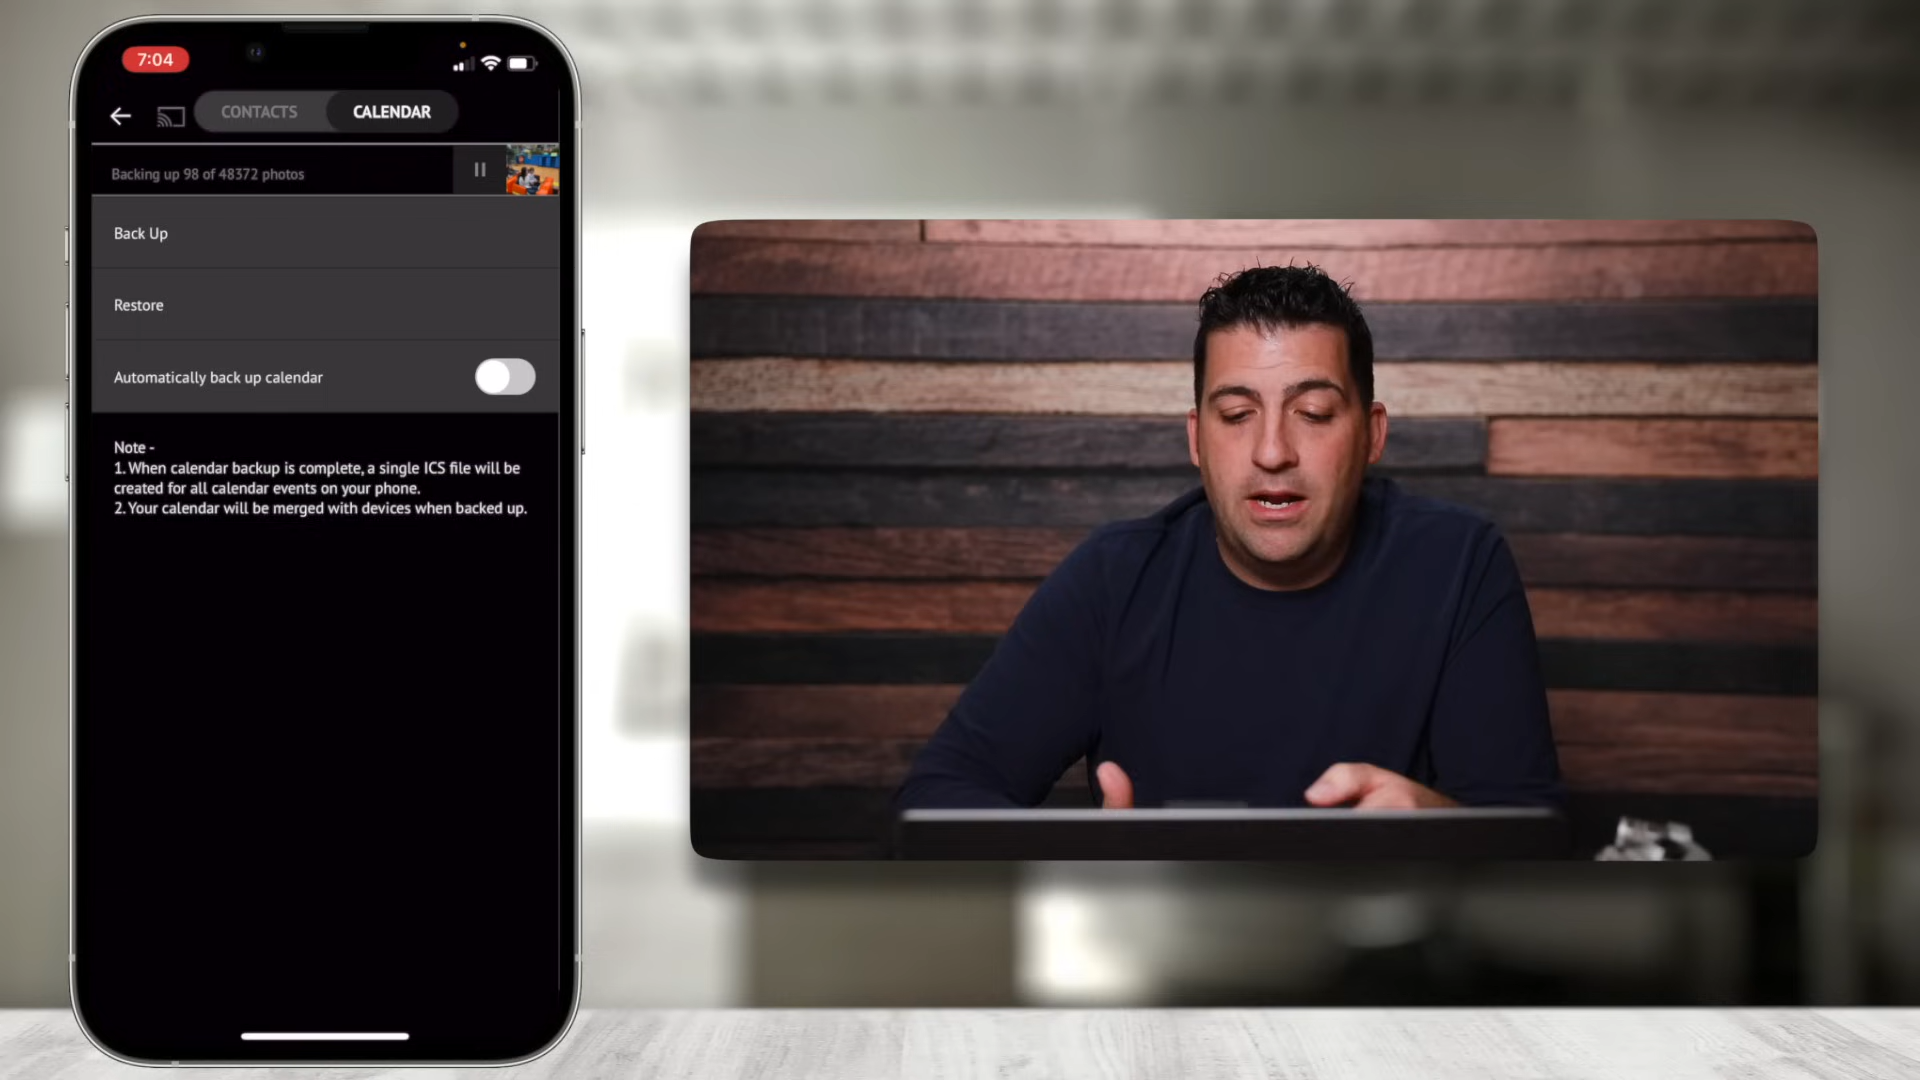 7:04
CONTACTS
CALENDAR
Backing up 98 of 48372 photos
Back Up
Restore
Automatically back up calendar
Note -
1. When calendar backup is complete, a single ICS file will be
created for all calendar events on your phone.
2. Your calendar will be merged with devices when backed up.